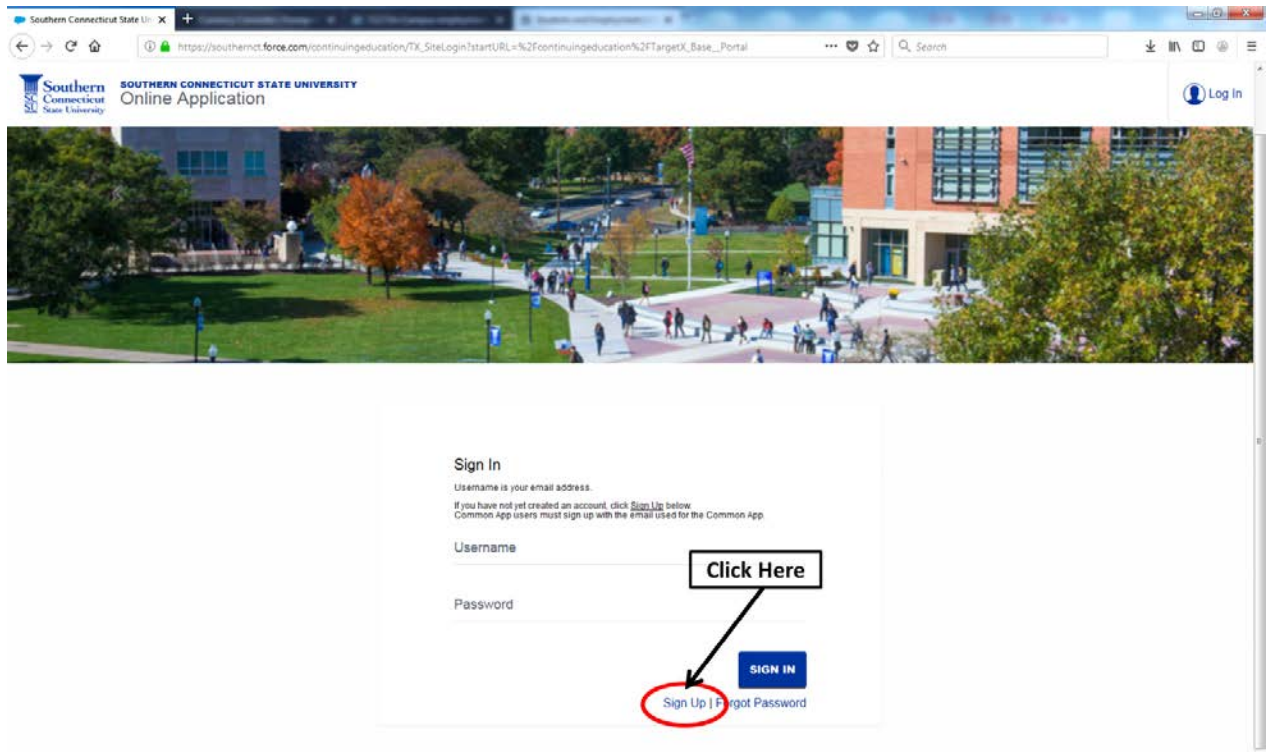 Southern Connecticut State Un
https://southernct.force.com/continuingeducation/TX_SiteLogin?startURL=%2Fcontinuingeducation%2FTargetX_Base__Portal
Search
Southern
Connecticut
State University
SC
SU
SOUTHERN CONNECTICUT STATE UNIVERSITY
Online Application
Log In
Sign In
Username is your email address.
If you have not yet created an account, click Sign Up below.
Common App users must sign up with the email used for the Common App.
Username
Click Here
Password
SIGN IN
Sign Up | Forgot Password